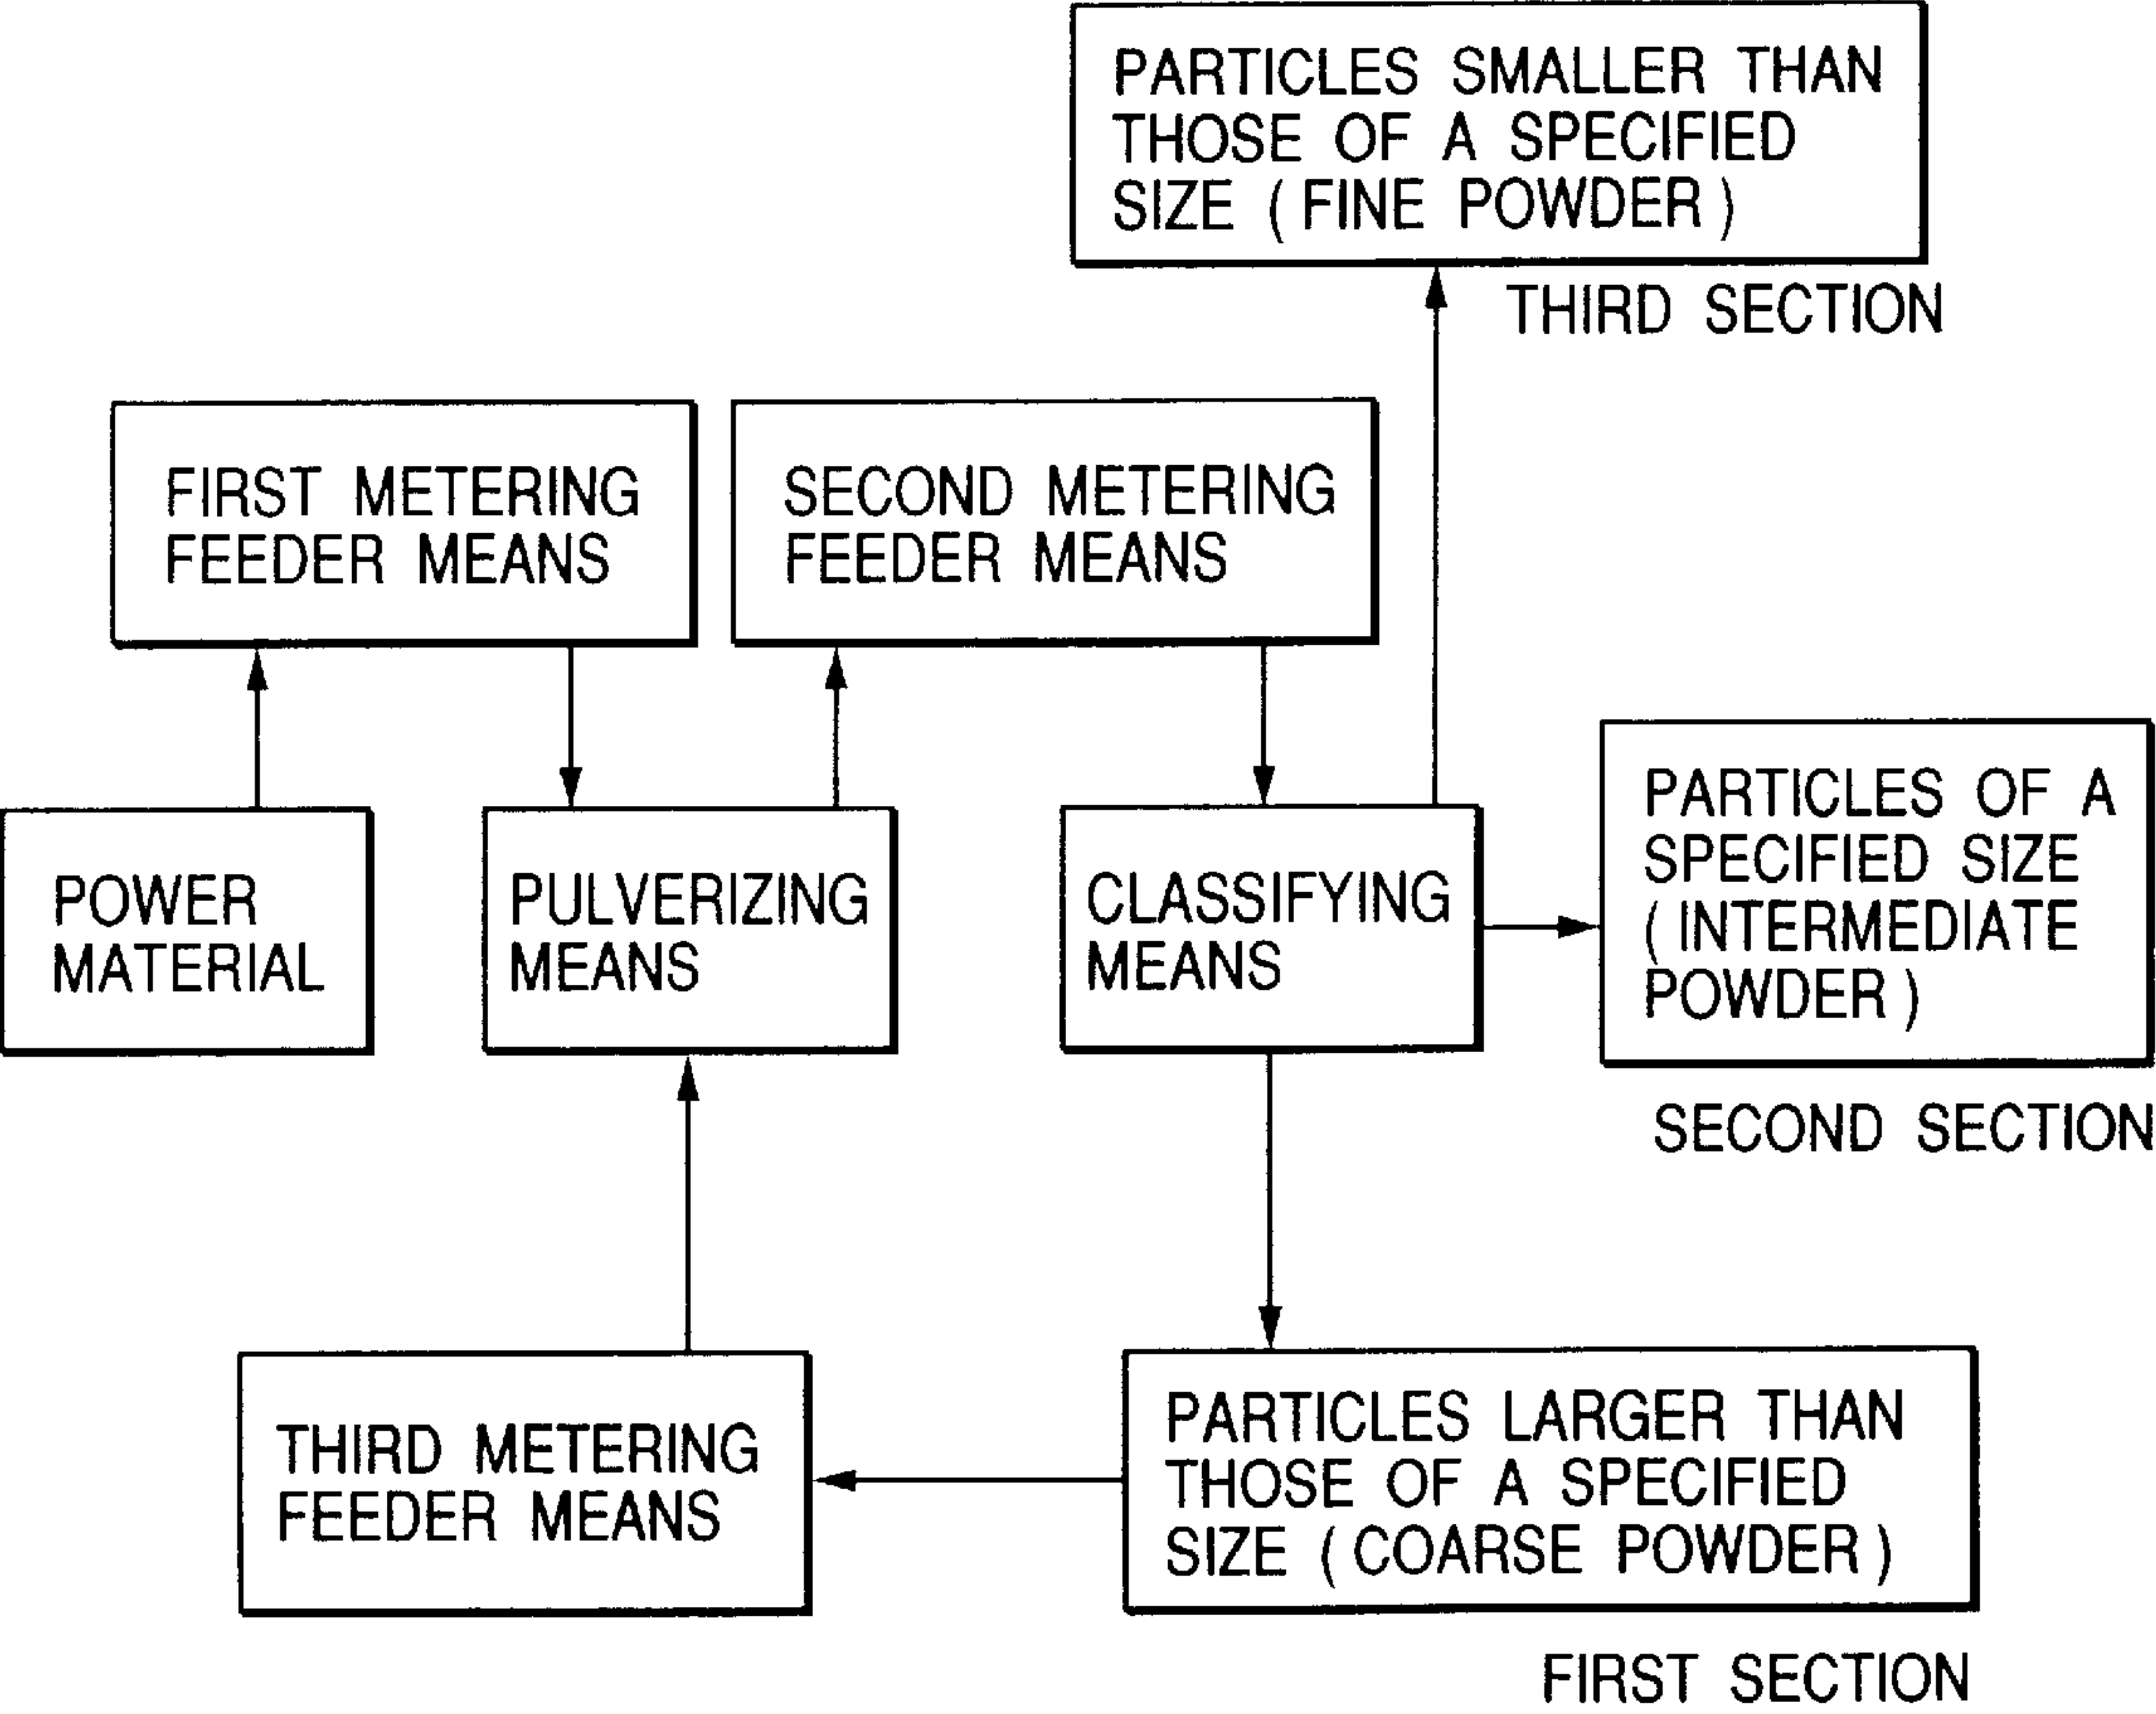 PARTICLES SMALLER THAN
THOSE OF A SPECIFIED
SIZE (FINE POWDER)
THIRD SECTION
FIRST METERING
FEEDER MEANS
SECOND METERING
FEEDER MEANS
POWER
MATERIAL
PULVERIZING
MEANS
CLASSIFYING
MEANS
PARTICLES OF A
SPECIFIED SIZE
(INTERMEDIATE
POWDER)
SECOND SECTION
THIRD METERING
FEEDER MEANS
PARTICLES LARGER THAN
THOSE OF A SPECIFIED
SIZE (COARSE POWDER)
FIRST SECTION